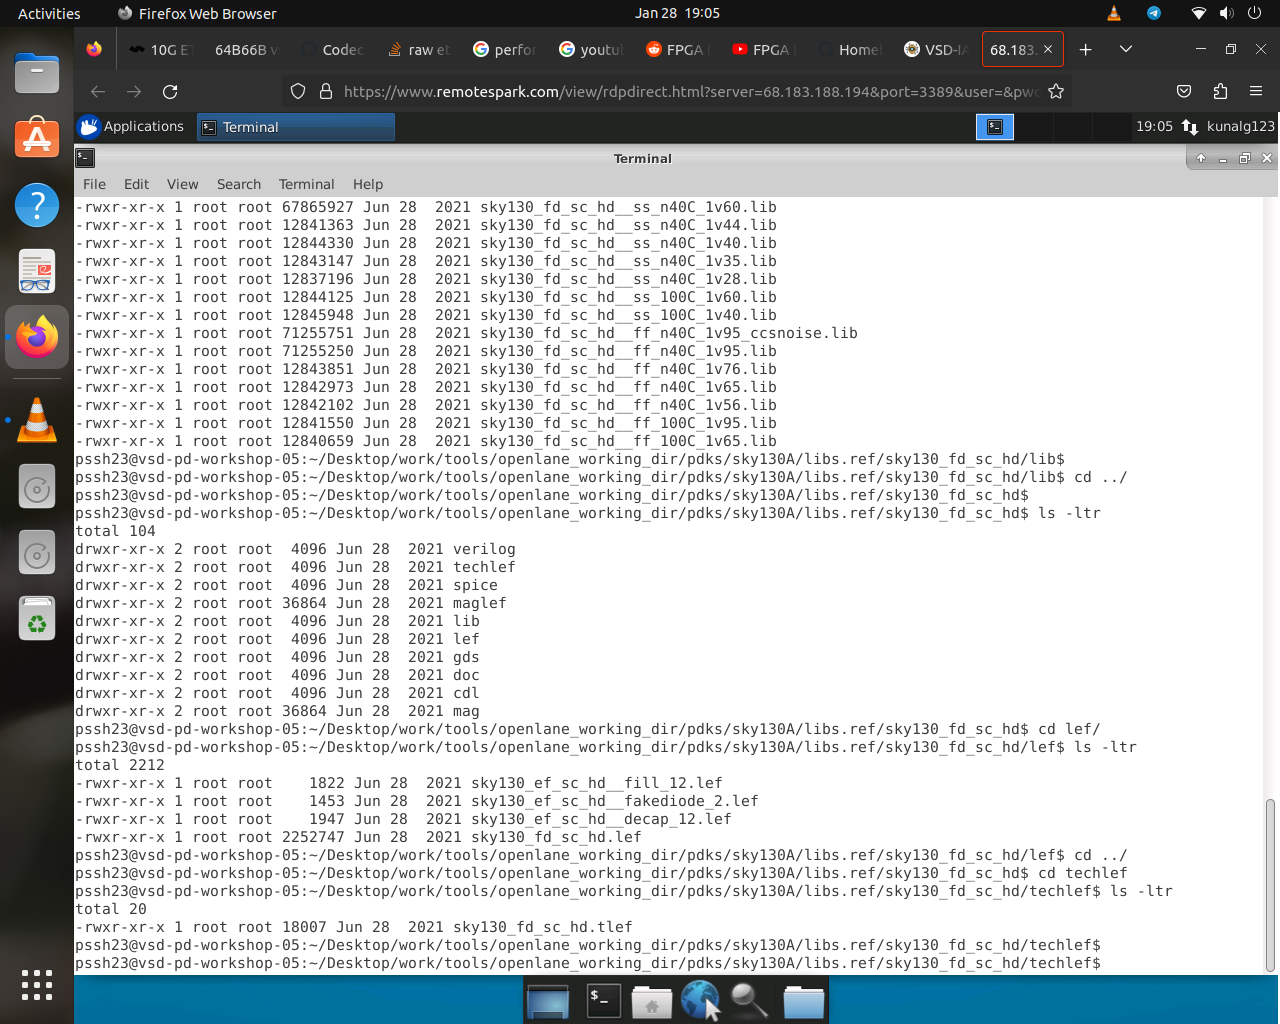 Activities Firefox Web Browser Jan 28 19:05
10G E 64B66B v Codec raw et perfor youtu FPGA FPGA Home VSD-IA 68.183.
https://www.remotespark.com/view/rdpdirect.html?server=68.183.188.194&port=3389&user=&pw
Applications Terminal 19:05 kunalg123
Terminal
File Edit View Search Terminal Help
-rwxr-xr-x 1 root root 67865927 Jun 28  2021 sky130_fd_sc_hd__ss_n40C_1v60.lib
-rwxr-xr-x 1 root root 12841363 Jun 28  2021 sky130_fd_sc_hd__ss_n40C_1v44.lib
-rwxr-xr-x 1 root root 12844330 Jun 28  2021 sky130_fd_sc_hd__ss_n40C_1v40.lib
-rwxr-xr-x 1 root root 12843147 Jun 28  2021 sky130_fd_sc_hd__ss_n40C_1v35.lib
-rwxr-xr-x 1 root root 12837196 Jun 28  2021 sky130_fd_sc_hd__ss_n40C_1v28.lib
-rwxr-xr-x 1 root root 12844125 Jun 28  2021 sky130_fd_sc_hd__ss_100C_1v60.lib
-rwxr-xr-x 1 root root 12845948 Jun 28  2021 sky130_fd_sc_hd__ss_100C_1v40.lib
-rwxr-xr-x 1 root root 71255751 Jun 28  2021 sky130_fd_sc_hd__ff_n40C_1v95_ccsnoise.lib
-rwxr-xr-x 1 root root 71255250 Jun 28  2021 sky130_fd_sc_hd__ff_n40C_1v95.lib
-rwxr-xr-x 1 root root 12843851 Jun 28  2021 sky130_fd_sc_hd__ff_n40C_1v76.lib
-rwxr-xr-x 1 root root 12842973 Jun 28  2021 sky130_fd_sc_hd__ff_n40C_1v65.lib
-rwxr-xr-x 1 root root 12842102 Jun 28  2021 sky130_fd_sc_hd__ff_n40C_1v56.lib
-rwxr-xr-x 1 root root 12841550 Jun 28  2021 sky130_fd_sc_hd__ff_100C_1v95.lib
-rwxr-xr-x 1 root root 12840659 Jun 28  2021 sky130_fd_sc_hd__ff_100C_1v65.lib
pssh23@vsd-pd-workshop-05:~/Desktop/work/tools/openlane_working_dir/pdks/sky130A/libs.ref/sky130_fd_sc_hd/lib$
pssh23@vsd-pd-workshop-05:~/Desktop/work/tools/openlane_working_dir/pdks/sky130A/libs.ref/sky130_fd_sc_hd/lib$ cd ../
pssh23@vsd-pd-workshop-05:~/Desktop/work/tools/openlane_working_dir/pdks/sky130A/libs.ref/sky130_fd_sc_hd$
pssh23@vsd-pd-workshop-05:~/Desktop/work/tools/openlane_working_dir/pdks/sky130A/libs.ref/sky130_fd_sc_hd$ ls -ltr
total 104
drwxr-xr-x 2 root root  4096 Jun 28  2021 verilog
drwxr-xr-x 2 root root  4096 Jun 28  2021 techlef
drwxr-xr-x 2 root root  4096 Jun 28  2021 spice
drwxr-xr-x 2 root root 36864 Jun 28  2021 maglef
drwxr-xr-x 2 root root  4096 Jun 28  2021 lib
drwxr-xr-x 2 root root  4096 Jun 28  2021 lef
drwxr-xr-x 2 root root  4096 Jun 28  2021 gds
drwxr-xr-x 2 root root  4096 Jun 28  2021 doc
drwxr-xr-x 2 root root  4096 Jun 28  2021 cdl
drwxr-xr-x 2 root root 36864 Jun 28  2021 mag
pssh23@vsd-pd-workshop-05:~/Desktop/work/tools/openlane_working_dir/pdks/sky130A/libs.ref/sky130_fd_sc_hd$ cd lef/
pssh23@vsd-pd-workshop-05:~/Desktop/work/tools/openlane_working_dir/pdks/sky130A/libs.ref/sky130_fd_sc_hd/lef$ ls -ltr
total 2212
-rwxr-xr-x 1 root root    1822 Jun 28  2021 sky130_ef_sc_hd__fill_12.lef
-rwxr-xr-x 1 root root    1453 Jun 28  2021 sky130_ef_sc_hd__fakediode_2.lef
-rwxr-xr-x 1 root root    1947 Jun 28  2021 sky130_ef_sc_hd__decap_12.lef
-rwxr-xr-x 1 root root 2252747 Jun 28  2021 sky130_fd_sc_hd.lef
pssh23@vsd-pd-workshop-05:~/Desktop/work/tools/openlane_working_dir/pdks/sky130A/libs.ref/sky130_fd_sc_hd/lef$ cd ../
pssh23@vsd-pd-workshop-05:~/Desktop/work/tools/openlane_working_dir/pdks/sky130A/libs.ref/sky130_fd_sc_hd$ cd techlef
pssh23@vsd-pd-workshop-05:~/Desktop/work/tools/openlane_working_dir/pdks/sky130A/libs.ref/sky130_fd_sc_hd/techlef$ ls -ltr
total 20
-rwxr-xr-x 1 root root 18007 Jun 28  2021 sky130_fd_sc_hd.tlef
pssh23@vsd-pd-workshop-05:~/Desktop/work/tools/openlane_working_dir/pdks/sky130A/libs.ref/sky130_fd_sc_hd/techlef$
pssh23@vsd-pd-workshop-05:~/Desktop/work/tools/openlane_working_dir/pdks/sky130A/libs.ref/sky130_fd_sc_hd/techlef$